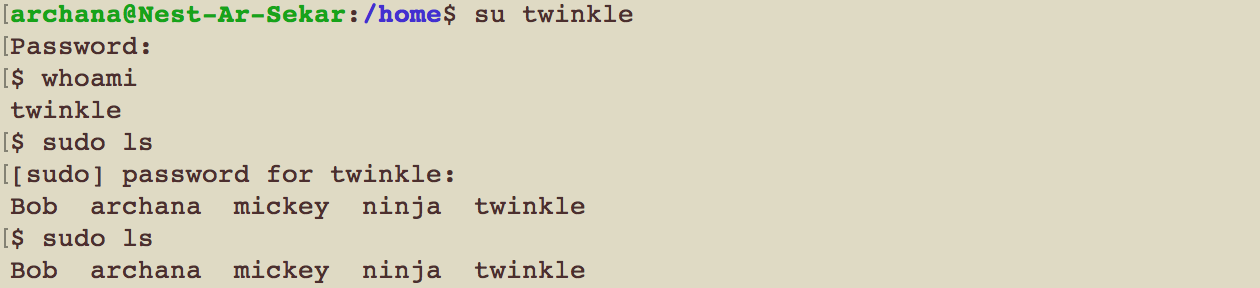 [archana@Nest-Ar-Sekar:/home$ su twinkle
[Password:
[$ whoami
twinkle
[$ sudo ls
[[sudo] password for twinkle:
Bob  archana  mickey  ninja  twinkle
[$ sudo ls
Bob  archana  mickey  ninja  twinkle